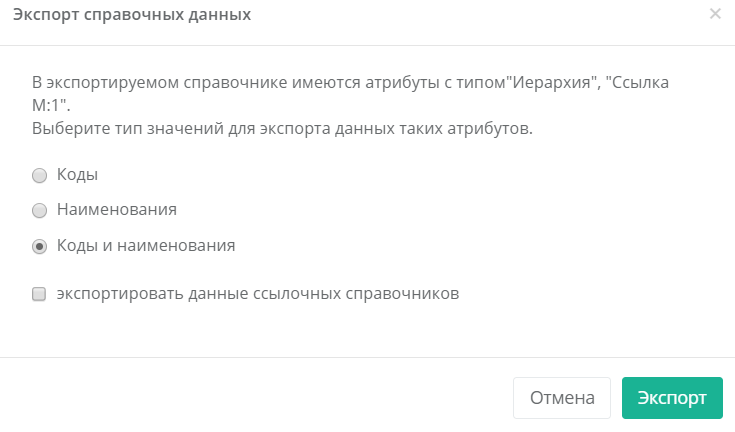 Экспорт справочных данных
В экспортируемом справочнике имеются атрибуты с типом"Иерархия", "Ссылка
М:1".
Выберите тип значений для экспорта данных таких атрибутов.
Коды
Наименования
Коды и наименования
экспортировать данные ссылочных справочников
Отмена
Экспорт